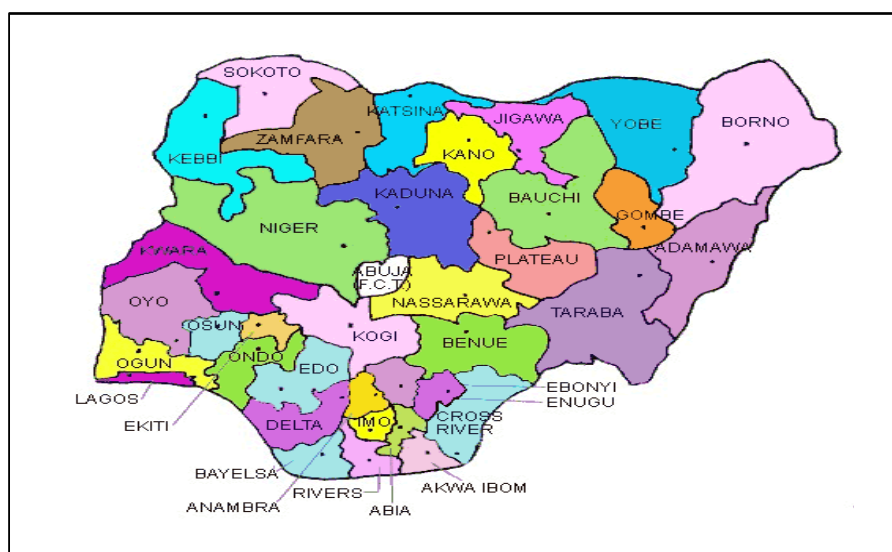 SOKOTO
KATSINA
JIGAWA
YOBE
BORNO
ZAMFARA
KANO
KEBBI
KADUNA
BAUCHI
GOMBE
NIGER
ADAMAWA
KWARA
PLATEAU
ABUJA
(F.C.T.)
NASSARAWA
OYO
TARABA
OSUN
KOGI
BENUE
OGUN
ONDO
EDO
LAGOS
EBONYI
ENUGU
EKITI
DELTA
IMO
CROSS
RIVER
BAYELSA
RIVERS
AKWA IBOM
ANAMBRA
ABIA